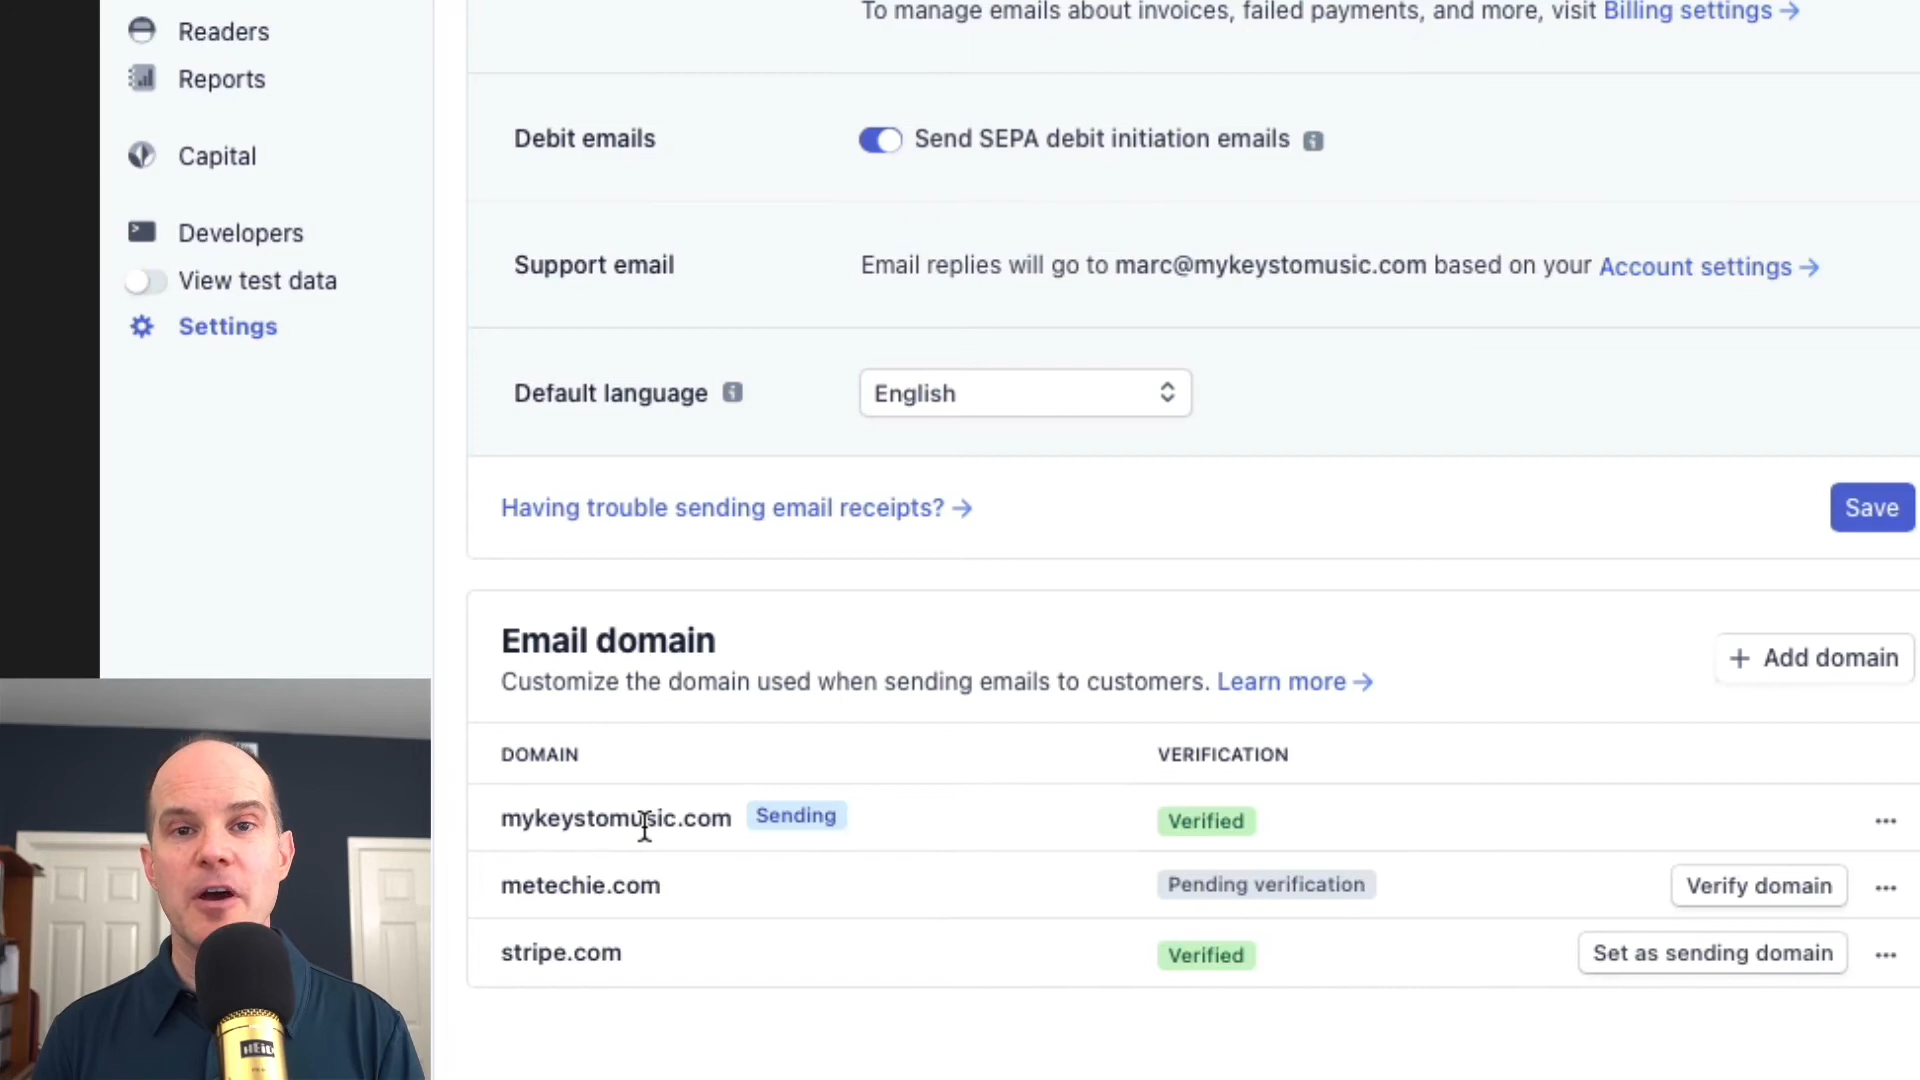 Readers
Reports
Capital
Developers
View test data
Settings
To manage emails about invoices, failed payments, and more, visit Billing settings →
Debit emails
Send SEPA debit initiation emails
Support email
Email replies will go to marc@mykeystomusic.com based on your Account settings →
Default language
English
Having trouble sending email receipts? →
Save
Email domain
Customize the domain used when sending emails to customers. Learn more →
+ Add domain
DOMAIN VERIFICATION
mykeystomusic.com Sending Verified ...
metechie.com Pending verification Verify domain ...
stripe.com Verified Set as sending domain ...
HEiL